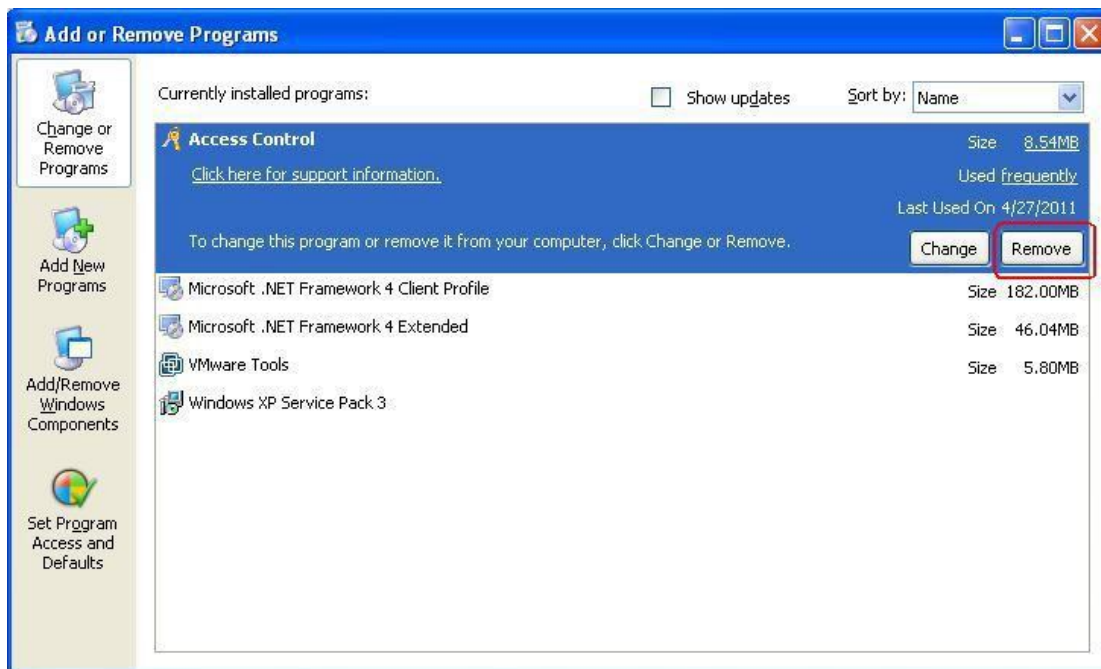 Add or Remove Programs
Change or
Remove
Programs
Add New
Programs
Add/Remove
Windows
Components
Set Program
Access and
Defaults
Currently installed programs:
Show updates
Sort by: Name
Access Control
Size 8.54MB
Click here for support information.
Used frequently
Last Used On 4/27/2011
To change this program or remove it from your computer, click Change or Remove.
Change Remove
Microsoft .NET Framework 4 Client Profile Size 182.00MB
Microsoft .NET Framework 4 Extended Size 46.04MB
VMware Tools Size 5.80MB
Windows XP Service Pack 3